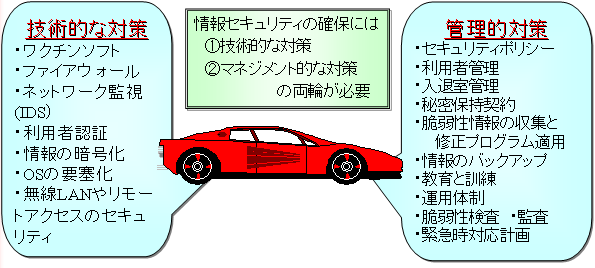 技術的な対策
・ワクチンソフト
・ファイアウォール
・ネットワーク監視
(IDS)
・利用者認証
・情報の暗号化
・OSの要塞化
・無線LANやリモー
トアクセスのセキュ
リティ
情報セキュリティの確保には
①技術的な対策
②マネジメント的な対策
の両輪が必要
管理的対策
・セキュリティポリシー
・利用者管理
・入退室管理
・秘密保持契約
・脆弱性情報の収集と
修正プログラム適用
・情報のバックアップ
・教育と訓練
・運用体制
・脆弱性検査 ・監査
・緊急時対応計画